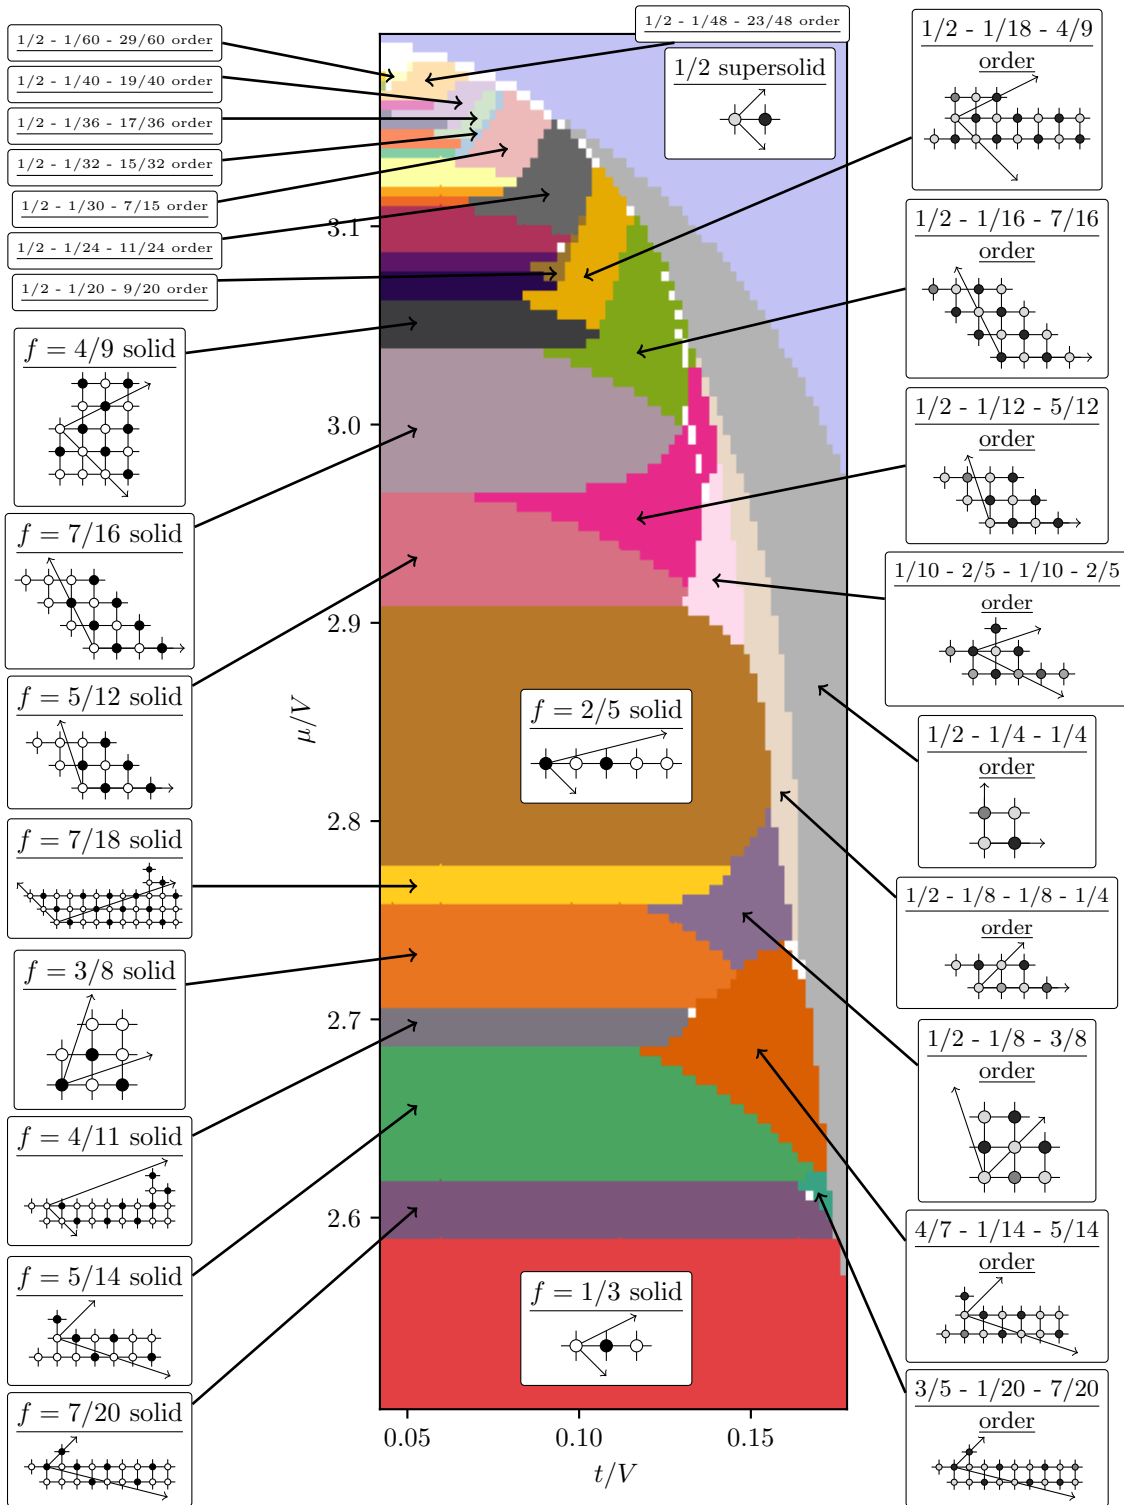 1/2 - 1/60 - 29/60 order
1/2 - 1/40 - 19/40 order
1/2 - 1/36 - 17/36 order
1/2 - 1/32 - 15/32 order
1/2 - 1/30 - 7/15 order
1/2 - 1/24 - 11/24 order
1/2 - 1/20 - 9/20 order
f = 4/9 solid
f = 7/16 solid
f = 5/12 solid
f = 7/18 solid
f = 3/8 solid
f = 4/11 solid
f = 5/14 solid
f = 7/20 solid
1/2 - 1/48 - 23/48 order
1/2 supersolid
f = 2/5 solid
f = 1/3 solid
3.1
3.0
2.9
2.8
2.7
2.6
μ/V
0.05
0.10
0.15
t/V
1/2 - 1/18 - 4/9
order
1/2 - 1/16 - 7/16
order
1/2 - 1/12 - 5/12
order
1/10 - 2/5 - 1/10 - 2/5
order
1/2 - 1/4 - 1/4
order
1/2 - 1/8 - 1/8 - 1/4
order
1/2 - 1/8 - 3/8
order
4/7 - 1/14 - 5/14
order
3/5 - 1/20 - 7/20
order